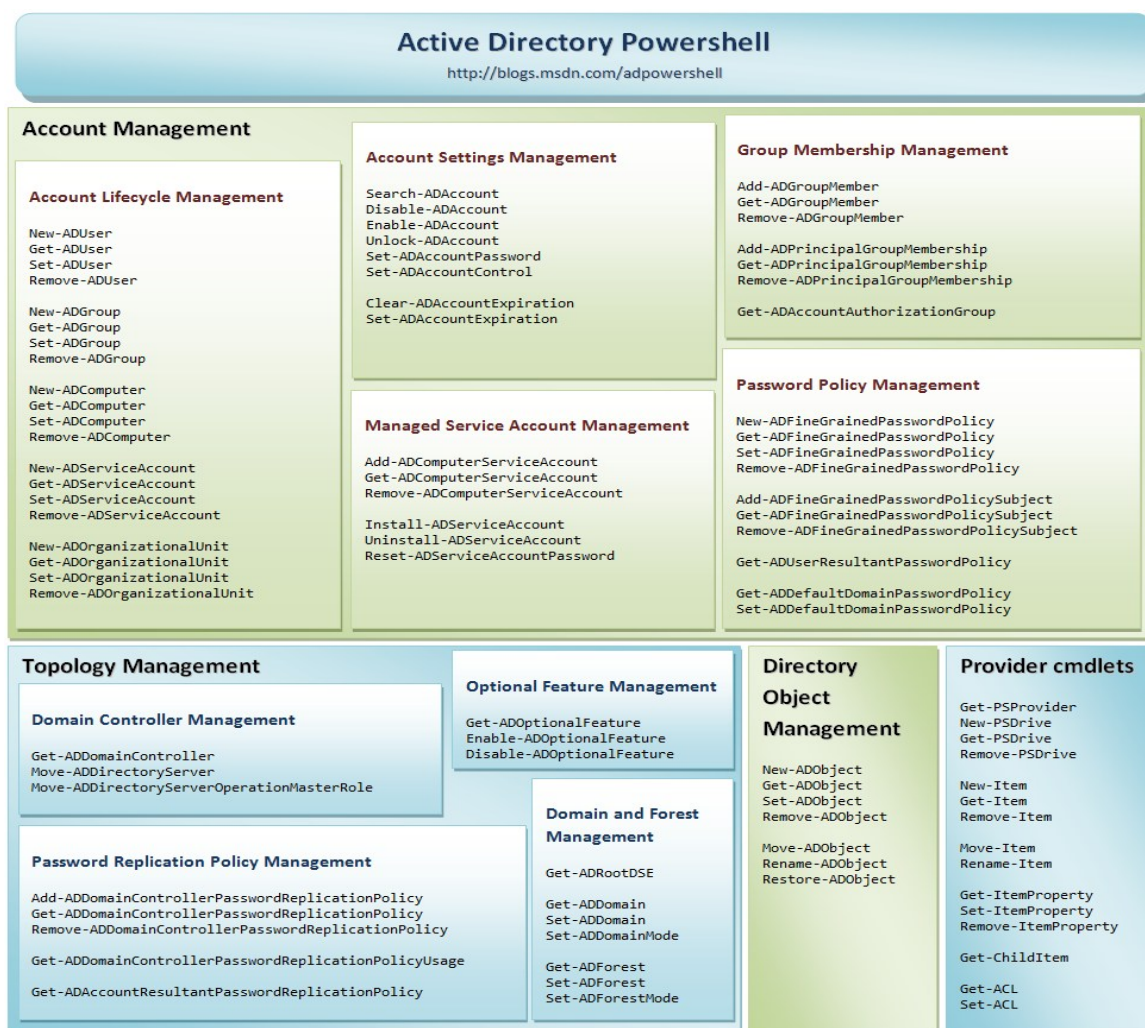 Active Directory Powershell
http://blogs.msdn.com/adpowershell
Account Management
Account Lifecycle Management
New-ADUser
Get-ADUser
Set-ADUser
Remove-ADUser
New-ADGroup
Get-ADGroup
Set-ADGroup
Remove-ADGroup
New-ADComputer
Get-ADComputer
Set-ADComputer
Remove-ADComputer
New-ADServiceAccount
Get-ADServiceAccount
Set-ADServiceAccount
Remove-ADServiceAccount
New-ADOrganizationalUnit
Get-ADOrganizationalUnit
Set-ADOrganizationalUnit
Remove-ADOrganizationalUnit
Account Settings Management
Search-ADAccount
Disable-ADAccount
Enable-ADAccount
Unlock-ADAccount
Set-ADAccountPassword
Set-ADAccountControl
Clear-ADAccountExpiration
Set-ADAccountExpiration
Managed Service Account Management
Add-ADComputerServiceAccount
Get-ADComputerServiceAccount
Remove-ADComputerServiceAccount
Install-ADServiceAccount
Uninstall-ADServiceAccount
Reset-ADServiceAccountPassword
Group Membership Management
Add-ADGroupMember
Get-ADGroupMember
Remove-ADGroupMember
Add-ADPrincipalGroupMembership
Get-ADPrincipalGroupMembership
Remove-ADPrincipalGroupMembership
Get-ADAccountAuthorizationGroup
Password Policy Management
New-ADFineGrainedPasswordPolicy
Get-ADFineGrainedPasswordPolicy
Set-ADFineGrainedPasswordPolicy
Remove-ADFineGrainedPasswordPolicy
Add-ADFineGrainedPasswordPolicySubject
Get-ADFineGrainedPasswordPolicySubject
Remove-ADFineGrainedPasswordPolicySubject
Get-ADUserResultantPasswordPolicy
Get-ADDefaultDomainPasswordPolicy
Set-ADDefaultDomainPasswordPolicy
Topology Management
Domain Controller Management
Get-ADDomainController
Move-ADDirectoryServer
Move-ADDirectoryServerOperationMasterRole
Password Replication Policy Management
Add-ADDomainControllerPasswordReplicationPolicy
Get-ADDomainControllerPasswordReplicationPolicy
Remove-ADDomainControllerPasswordReplicationPolicy
Get-ADDomainControllerPasswordReplicationPolicyUsage
Get-ADAccountResultantPasswordReplicationPolicy
Optional Feature Management
Get-ADOptionalFeature
Enable-ADOptionalFeature
Disable-ADOptionalFeature
Domain and Forest
Management
Get-ADRootDSE
Get-ADDomain
Set-ADDomain
Set-ADDomainMode
Get-ADForest
Set-ADForest
Set-ADForestMode
Directory
Object
Management
New-ADObject
Get-ADObject
Set-ADObject
Remove-ADObject
Move-ADObject
Rename-ADObject
Restore-ADObject
Provider cmdlets
Get-PSProvider
New-PSDrive
Get-PSDrive
Remove-PSDrive
New-Item
Get-Item
Remove-Item
Move-Item
Rename-Item
Get-ItemProperty
Set-ItemProperty
Remove-ItemProperty
Get-ChildItem
Get-ACL
Set-ACL